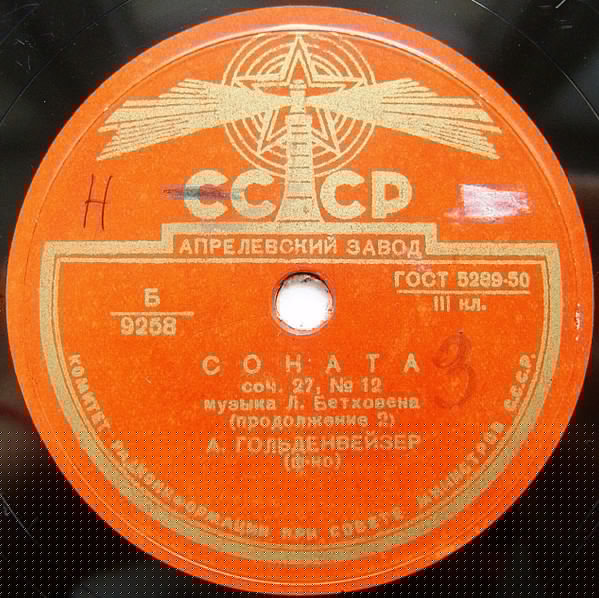 Н
СССР
АПРЕЛЕВСКИЙ ЗАВОД
Б
9258
ГОСТ 5289-50
III кл.
СОНАТА
соч. 27, № 12
музыка Л. Бетховена
(продолжение 2)
3
А. ГОЛЬДЕНВЕЙЗЕР
(ф-но)
КОМИТЕТ РАДИОИНФОРМАЦИИ ПРИ СОВЕТЕ МИНИСТРОВ С.С.С.Р.